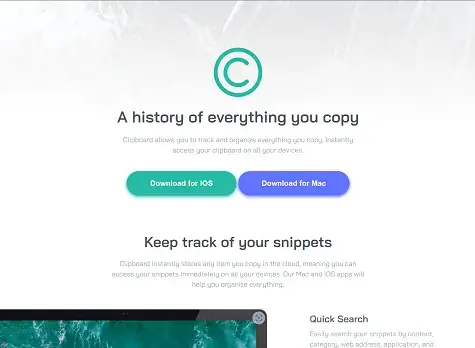 A history of everything you copy
Clipboard allows you to track and organize everything you copy. Instantly
access your clipboard on all your devices.
Download for IOS
Download for Mac
Keep track of your snippets
Clipboard instantly stores any item you copy in the cloud, meaning you can
access your snippets immediately on all your devices. Our Mac and IOS apps will
help you organize everything.
Quick Search
Easily search your snippets by content,
category, web address, application, and